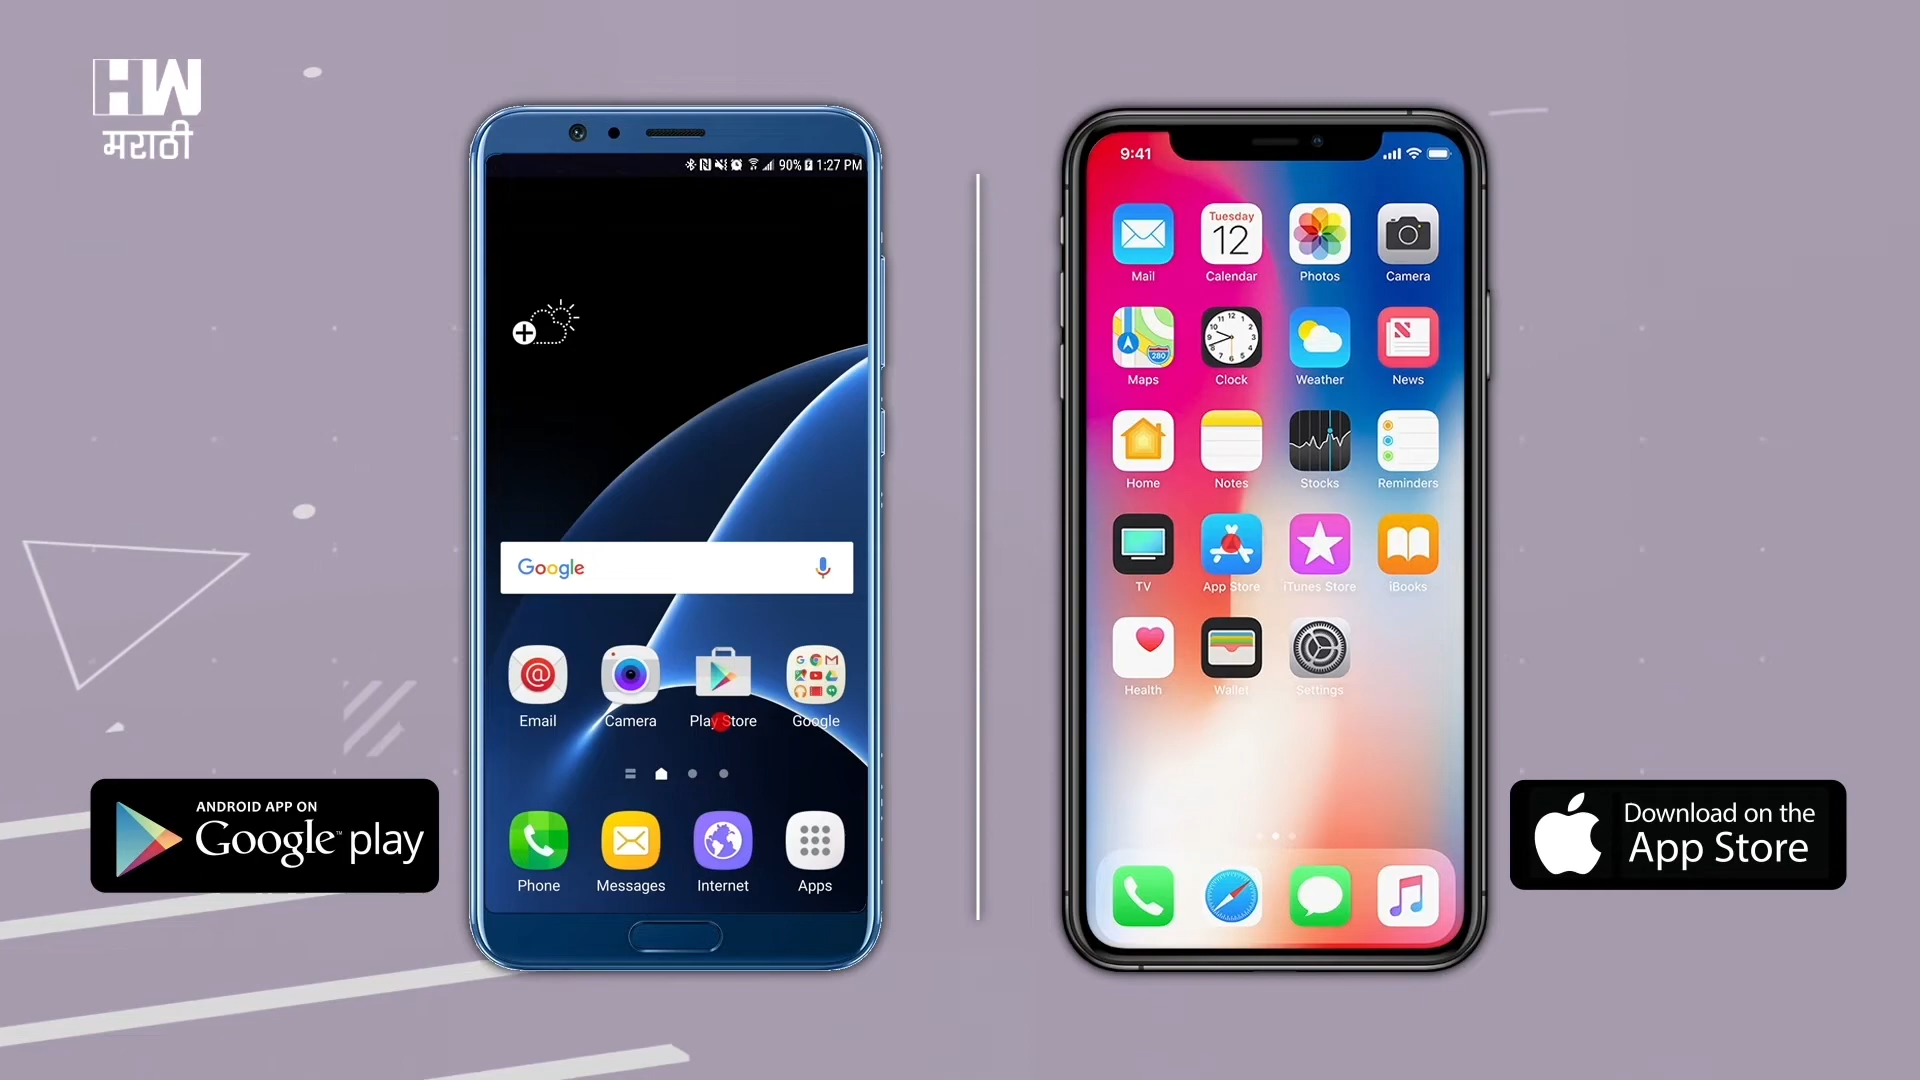 HW
मराठी
90% 1:27 PM
Google
Email Camera Play Store Google
Phone Messages Internet Apps
ANDROID APP ON
Google play
9:41
Tuesday
12
Mail Calendar Photos Camera
280
Maps Clock Weather News
Home Notes Stocks Reminders
TV App Store iTunes Store iBooks
Health Wallet Settings
Download on the
App Store